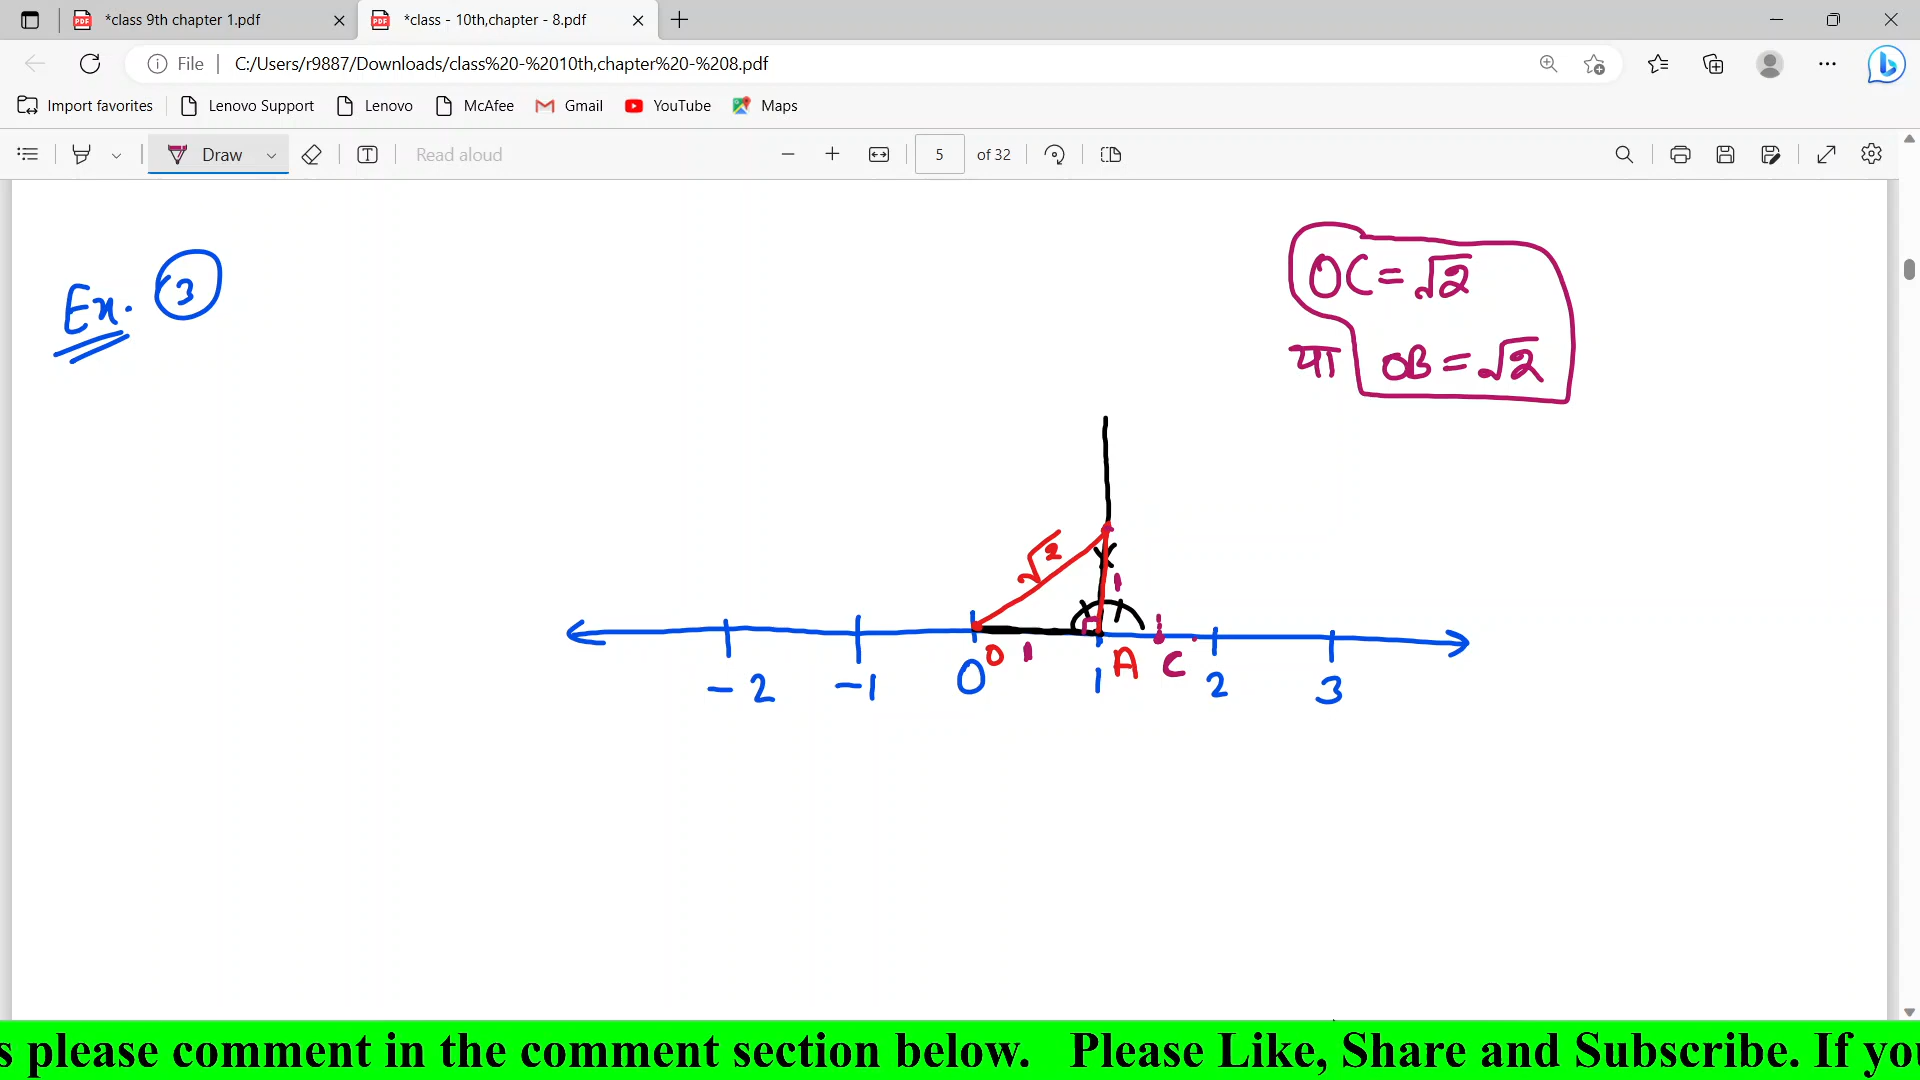 *class 9th chapter 1.pdf
*class - 10th,chapter - 8.pdf
File
C:/Users/r9887/Downloads/class%20-%2010th,chapter%20-%208.pdf
Import favorites
Lenovo Support
Lenovo
McAfee
Gmail
YouTube
Maps
Draw
Read aloud
5 of 32
Ex. 3
OC = √2
या OB = √2
√2
1
O 1 A C
-2 -1 0 1 2 3
s please comment in the comment section below. Please Like, Share and Subscribe. If you